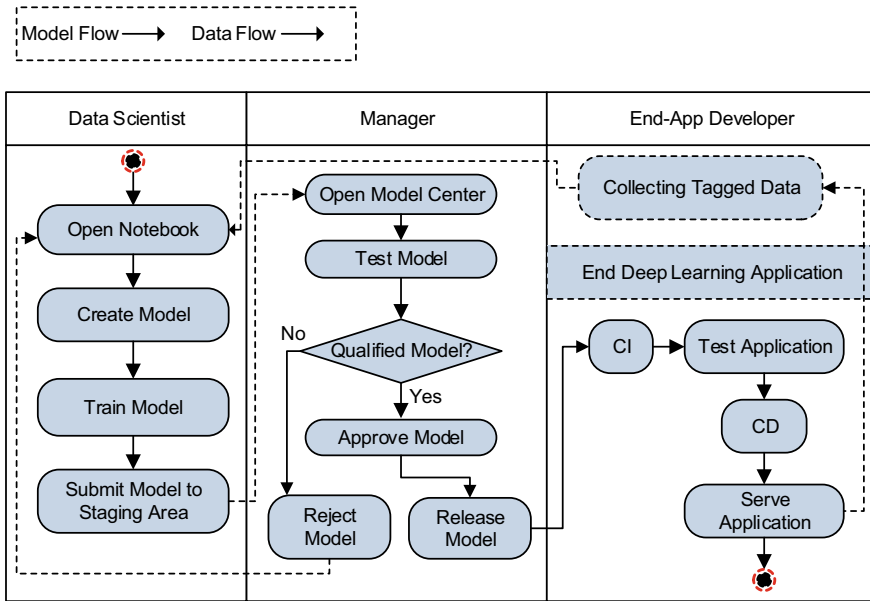 Model Flow
Data Flow
Data Scientist
Manager
End-App Developer
Open Notebook
Create Model
Train Model
Submit Model to
Staging Area
Open Model Center
Test Model
Qualified Model?
No
Yes
Approve Model
Reject
Model
Release
Model
Collecting Tagged Data
End Deep Learning Application
CI
Test Application
CD
Serve
Application